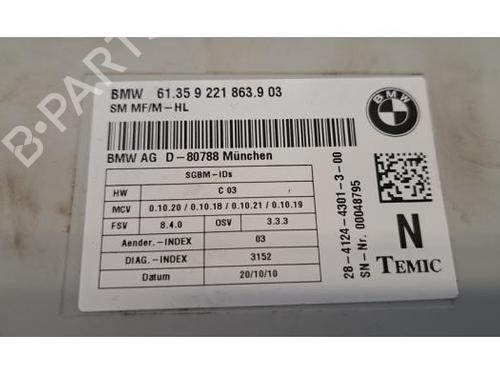 BMW 61.35 9 221 863.9 03
SM MF/M-HL
BMW AG D-80788 München
SGBM-IDs
HW C 03
MCV 0.10.20 / 0.10.18 / 0.10.21 / 0.10.19
FSV 8.4.0 OSV 3.3.3
Aender.-INDEX 03
DIAG.-INDEX 3152
Datum 20/10/10
BMW
N
TEMIC
28-4124-4301-3-00
SN-Nr. 00048795